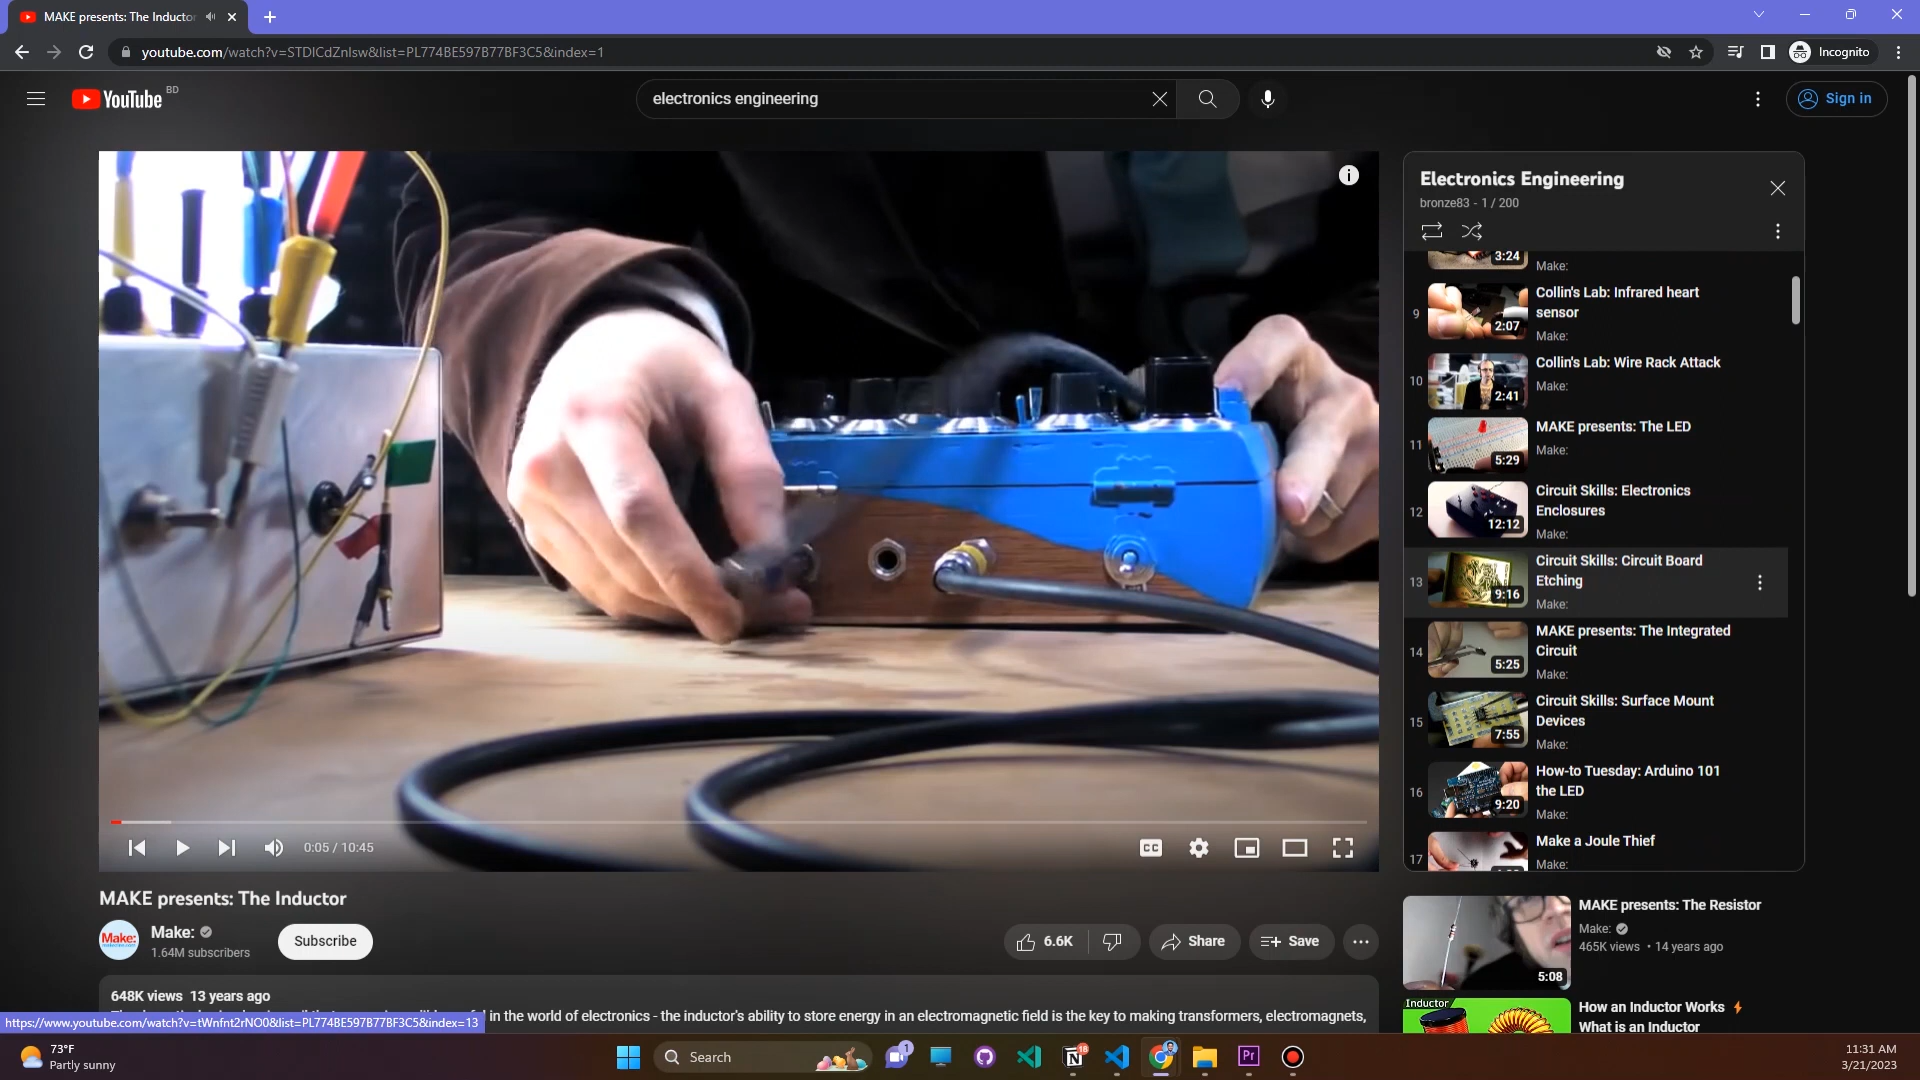 MAKE presents: The Inductor
youtube.com/watch?v=STDlCdZnlsw&list=PL774BE597B77BF3C5&index=1
Incognito
YouTube BD
electronics engineering
Sign in
Electronics Engineering
bronze83 - 1 / 200
3:24
Make:
9
2:07
Collin's Lab: Infrared heart
sensor
Make:
10
2:41
Collin's Lab: Wire Rack Attack
Make:
11
5:29
MAKE presents: The LED
Make:
12
12:12
Circuit Skills: Electronics
Enclosures
Make:
13
9:16
Circuit Skills: Circuit Board
Etching
Make:
14
5:25
MAKE presents: The Integrated
Circuit
Make:
15
7:55
Circuit Skills: Surface Mount
Devices
Make:
16
9:20
How-to Tuesday: Arduino 101
the LED
Make:
17
Make a Joule Thief
Make:
0:05 / 10:45
CC
MAKE presents: The Inductor
Make:
Make:
1.64M subscribers
Subscribe
6.6K
Share
Save
648K views 13 years ago
in the world of electronics - the inductor's ability to store energy in an electromagnetic field is the key to making transformers, electromagnets,
https://www.youtube.com/watch?v=tWnfnt2rNO0&list=PL774BE597B77BF3C5&index=13
5:08
MAKE presents: The Resistor
Make:
465K views • 14 years ago
Inductor
How an Inductor Works
What is an Inductor
73°F
Partly sunny
Search
1
18
Pr
11:31 AM
3/21/2023